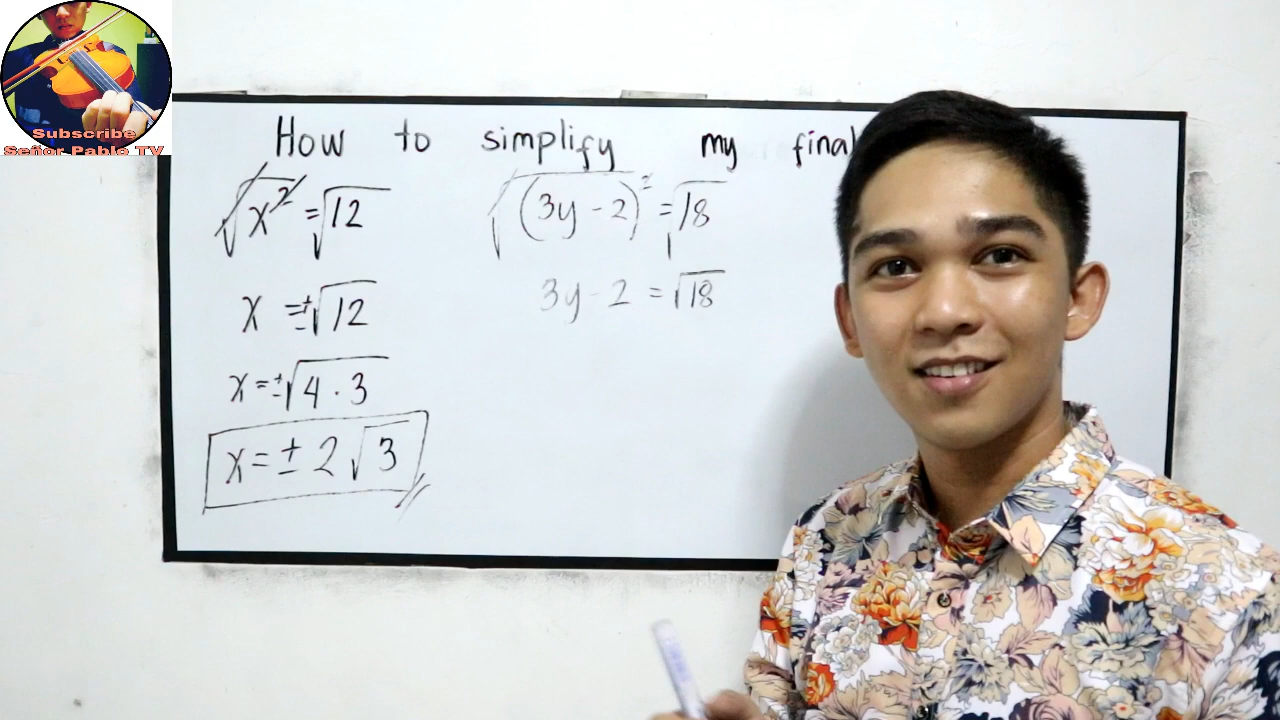 Subscribe
Señor Pablo TV
How to simplify my final
√x² = √12
x = ±√12
x = ±√4 · 3
x = ± 2√3
√(3y - 2)² = √18
3y - 2 = √18